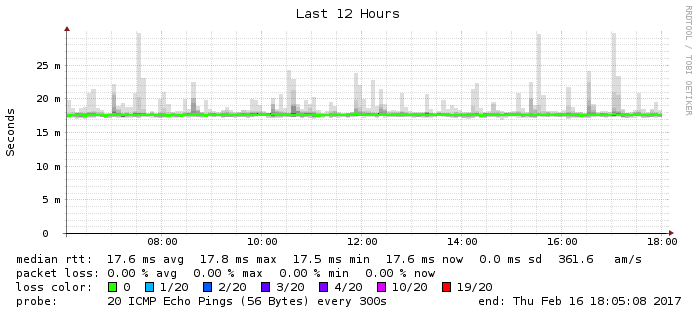 Last 12 Hours
RRDTOOL / TOBI OETIKER
Seconds
25 m
20 m
15 m
10 m
5 m
0
08:00 10:00 12:00 14:00 16:00 18:00
median rtt: 17.6 ms avg 17.8 ms max 17.5 ms min 17.6 ms now 0.0 ms sd 361.6 am/s
packet loss: 0.00 % avg 0.00 % max 0.00 % min 0.00 % now
loss color: 0 1/20 2/20 3/20 4/20 10/20 19/20
probe: 20 ICMP Echo Pings (56 Bytes) every 300s end: Thu Feb 16 18:05:08 2017